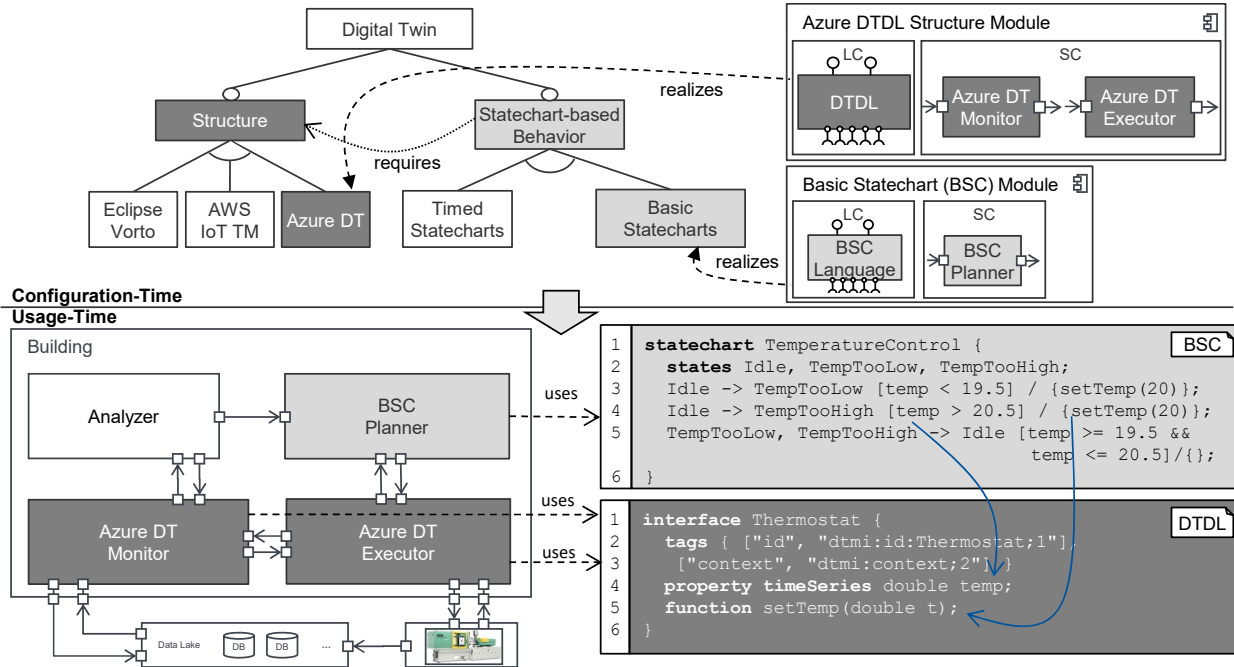 Digital Twin
Structure
Statechart-based
Behavior
requires
realizes
Eclipse
Vorto
AWS
IoT TM
Azure DT
Timed
Statecharts
Basic
Statecharts
realizes
Azure DTDL Structure Module
LC
DTDL
SC
Azure DT
Monitor
Azure DT
Executor
Basic Statechart (BSC) Module
LC
BSC
Language
SC
BSC
Planner
Configuration-Time
Usage-Time
Building
Analyzer
BSC
Planner
Azure DT
Monitor
Azure DT
Executor
uses
uses
uses
Data Lake
DB
DB
...
BSC
1 statechart TemperatureControl {
2 states Idle, TempTooLow, TempTooHigh;
3 Idle -> TempTooLow [temp < 19.5] / {setTemp(20)};
4 Idle -> TempTooHigh [temp > 20.5] / {setTemp(20)};
5 TempTooLow, TempTooHigh -> Idle [temp >= 19.5 &&
temp <= 20.5]/{};
6 }
DTDL
1 interface Thermostat {
2 tags { ["id", "dtmi:id:Thermostat;1"],
3 ["context", "dtmi:context;2"] }
4 property timeSeries double temp;
5 function setTemp(double t);
6 }